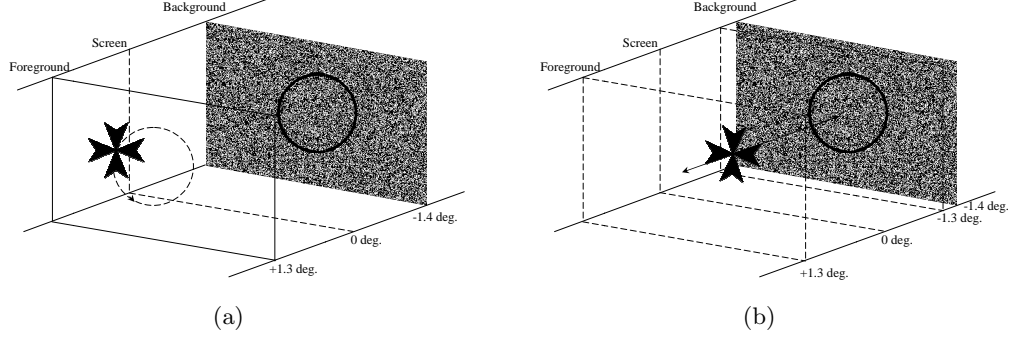 Background
Screen
Foreground
-1.4 deg.
0 deg.
+1.3 deg.
(a)
Background
Screen
Foreground
-1.4 deg.
-1.3 deg.
0 deg.
+1.3 deg.
(b)